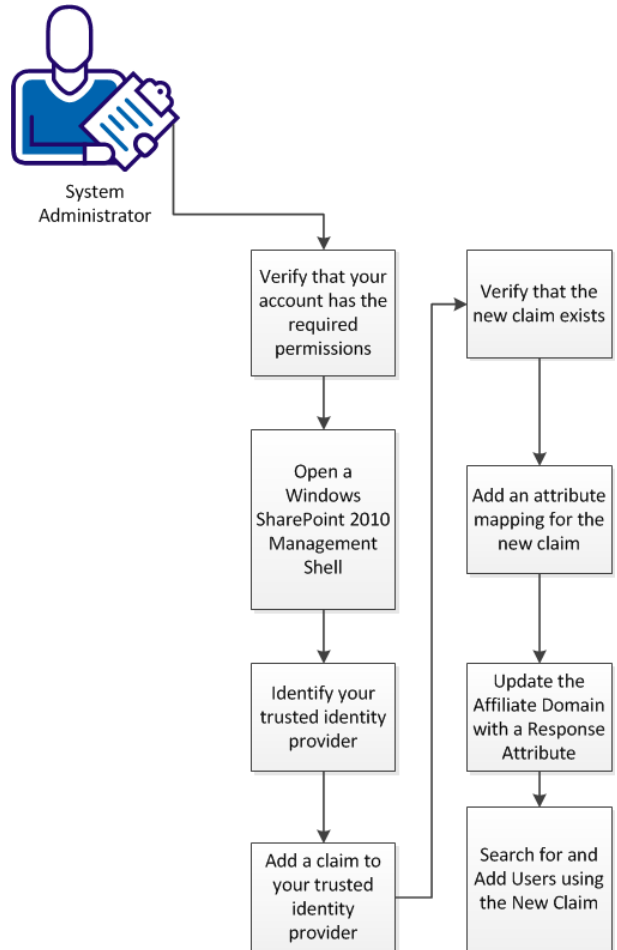 System
Administrator
Verify that your
account has the
required
permissions
Open a
Windows
SharePoint 2010
Management
Shell
Identify your
trusted identity
provider
Add a claim to
your trusted
identity
provider
Verify that the
new claim exists
Add an attribute
mapping for the
new claim
Update the
Affiliate Domain
with a Response
Attribute
Search for and
Add Users using
the New Claim